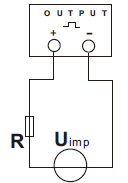 OUTPUT
+ −
R Uimp